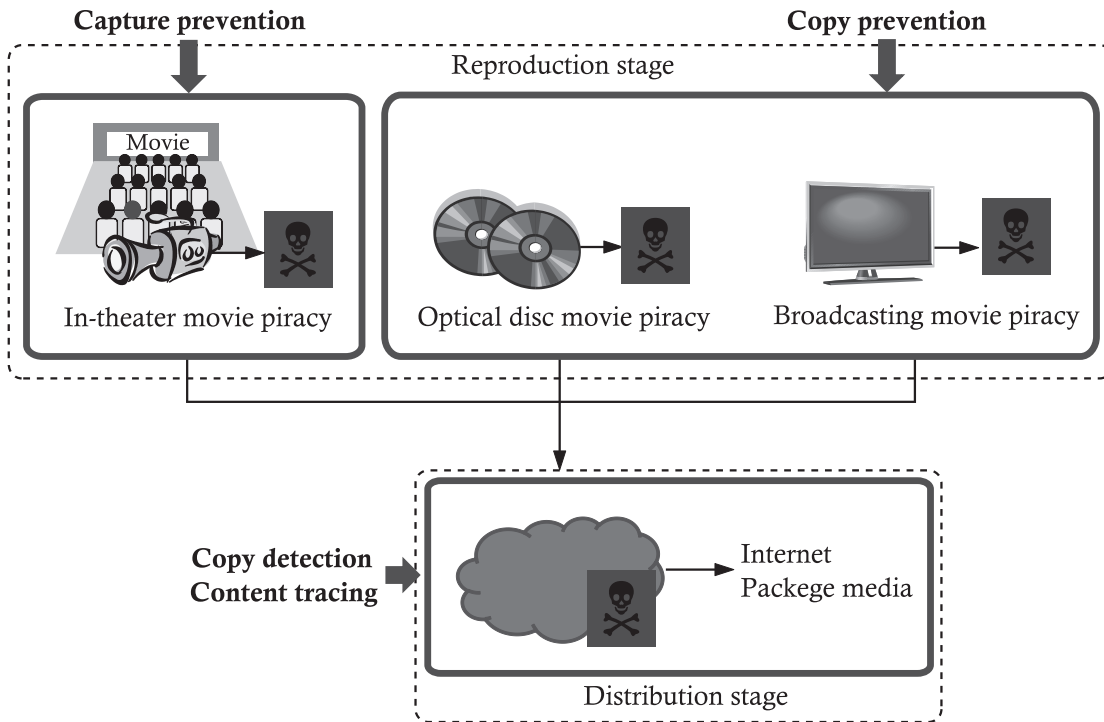 Capture prevention
Copy prevention
Reproduction stage
Movie
In-theater movie piracy
Optical disc movie piracy
Broadcasting movie piracy
Copy detection
Content tracing
Internet
Packege media
Distribution stage